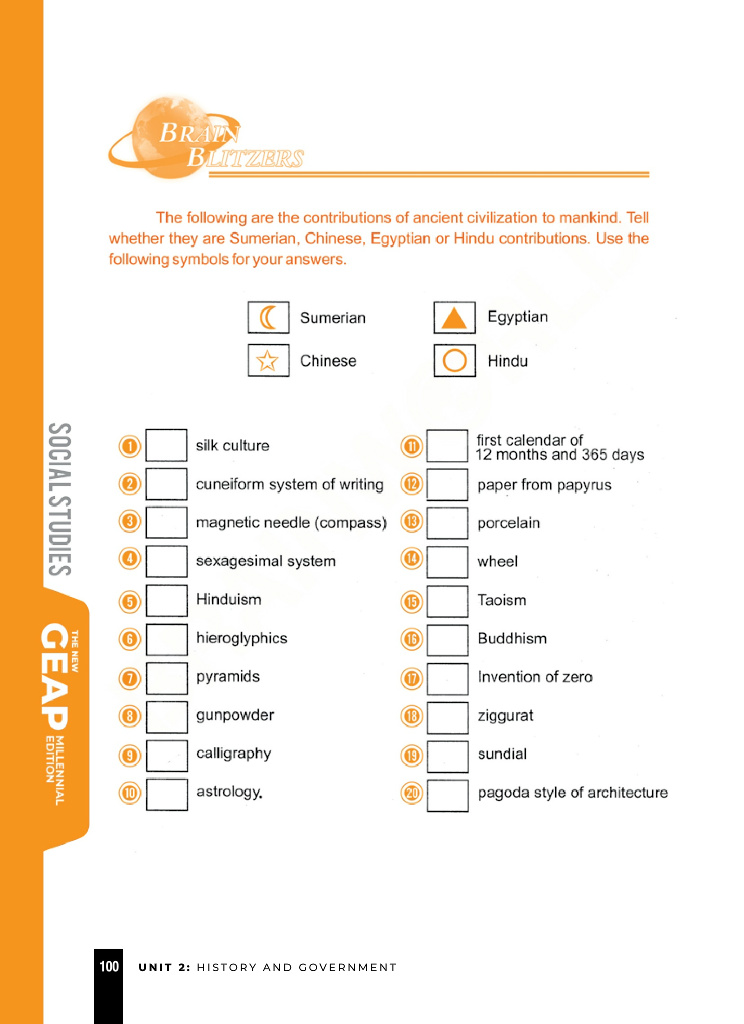 BRAIN
BLITZERS
The following are the contributions of ancient civilization to mankind. Tell
whether they are Sumerian, Chinese, Egyptian or Hindu contributions. Use the
following symbols for your answers.
Sumerian
Egyptian
Chinese
Hindu
1 silk culture
2 cuneiform system of writing
3 magnetic needle (compass)
4 sexagesimal system
5 Hinduism
6 hieroglyphics
7 pyramids
8 gunpowder
9 calligraphy
10 astrology.
11 first calendar of
12 months and 365 days
12 paper from papyrus
13 porcelain
14 wheel
15 Taoism
16 Buddhism
17 Invention of zero
18 ziggurat
19 sundial
20 pagoda style of architecture
SOCIAL STUDIES
THE NEW
GEAP
MILLENNIAL
EDITION
100 UNIT 2: HISTORY AND GOVERNMENT